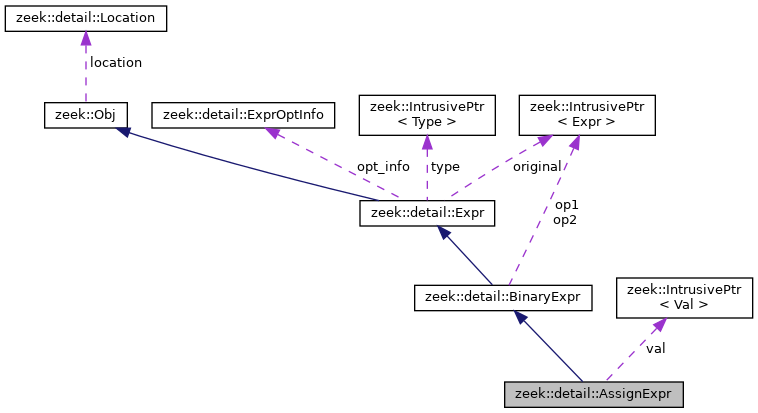 zeek::detail::Location
location
zeek::Obj
zeek::detail::ExprOptInfo
zeek::IntrusivePtr
< Type >
zeek::IntrusivePtr
< Expr >
opt_info
type
original
zeek::detail::Expr
op1
op2
zeek::detail::BinaryExpr
zeek::IntrusivePtr
< Val >
val
zeek::detail::AssignExpr